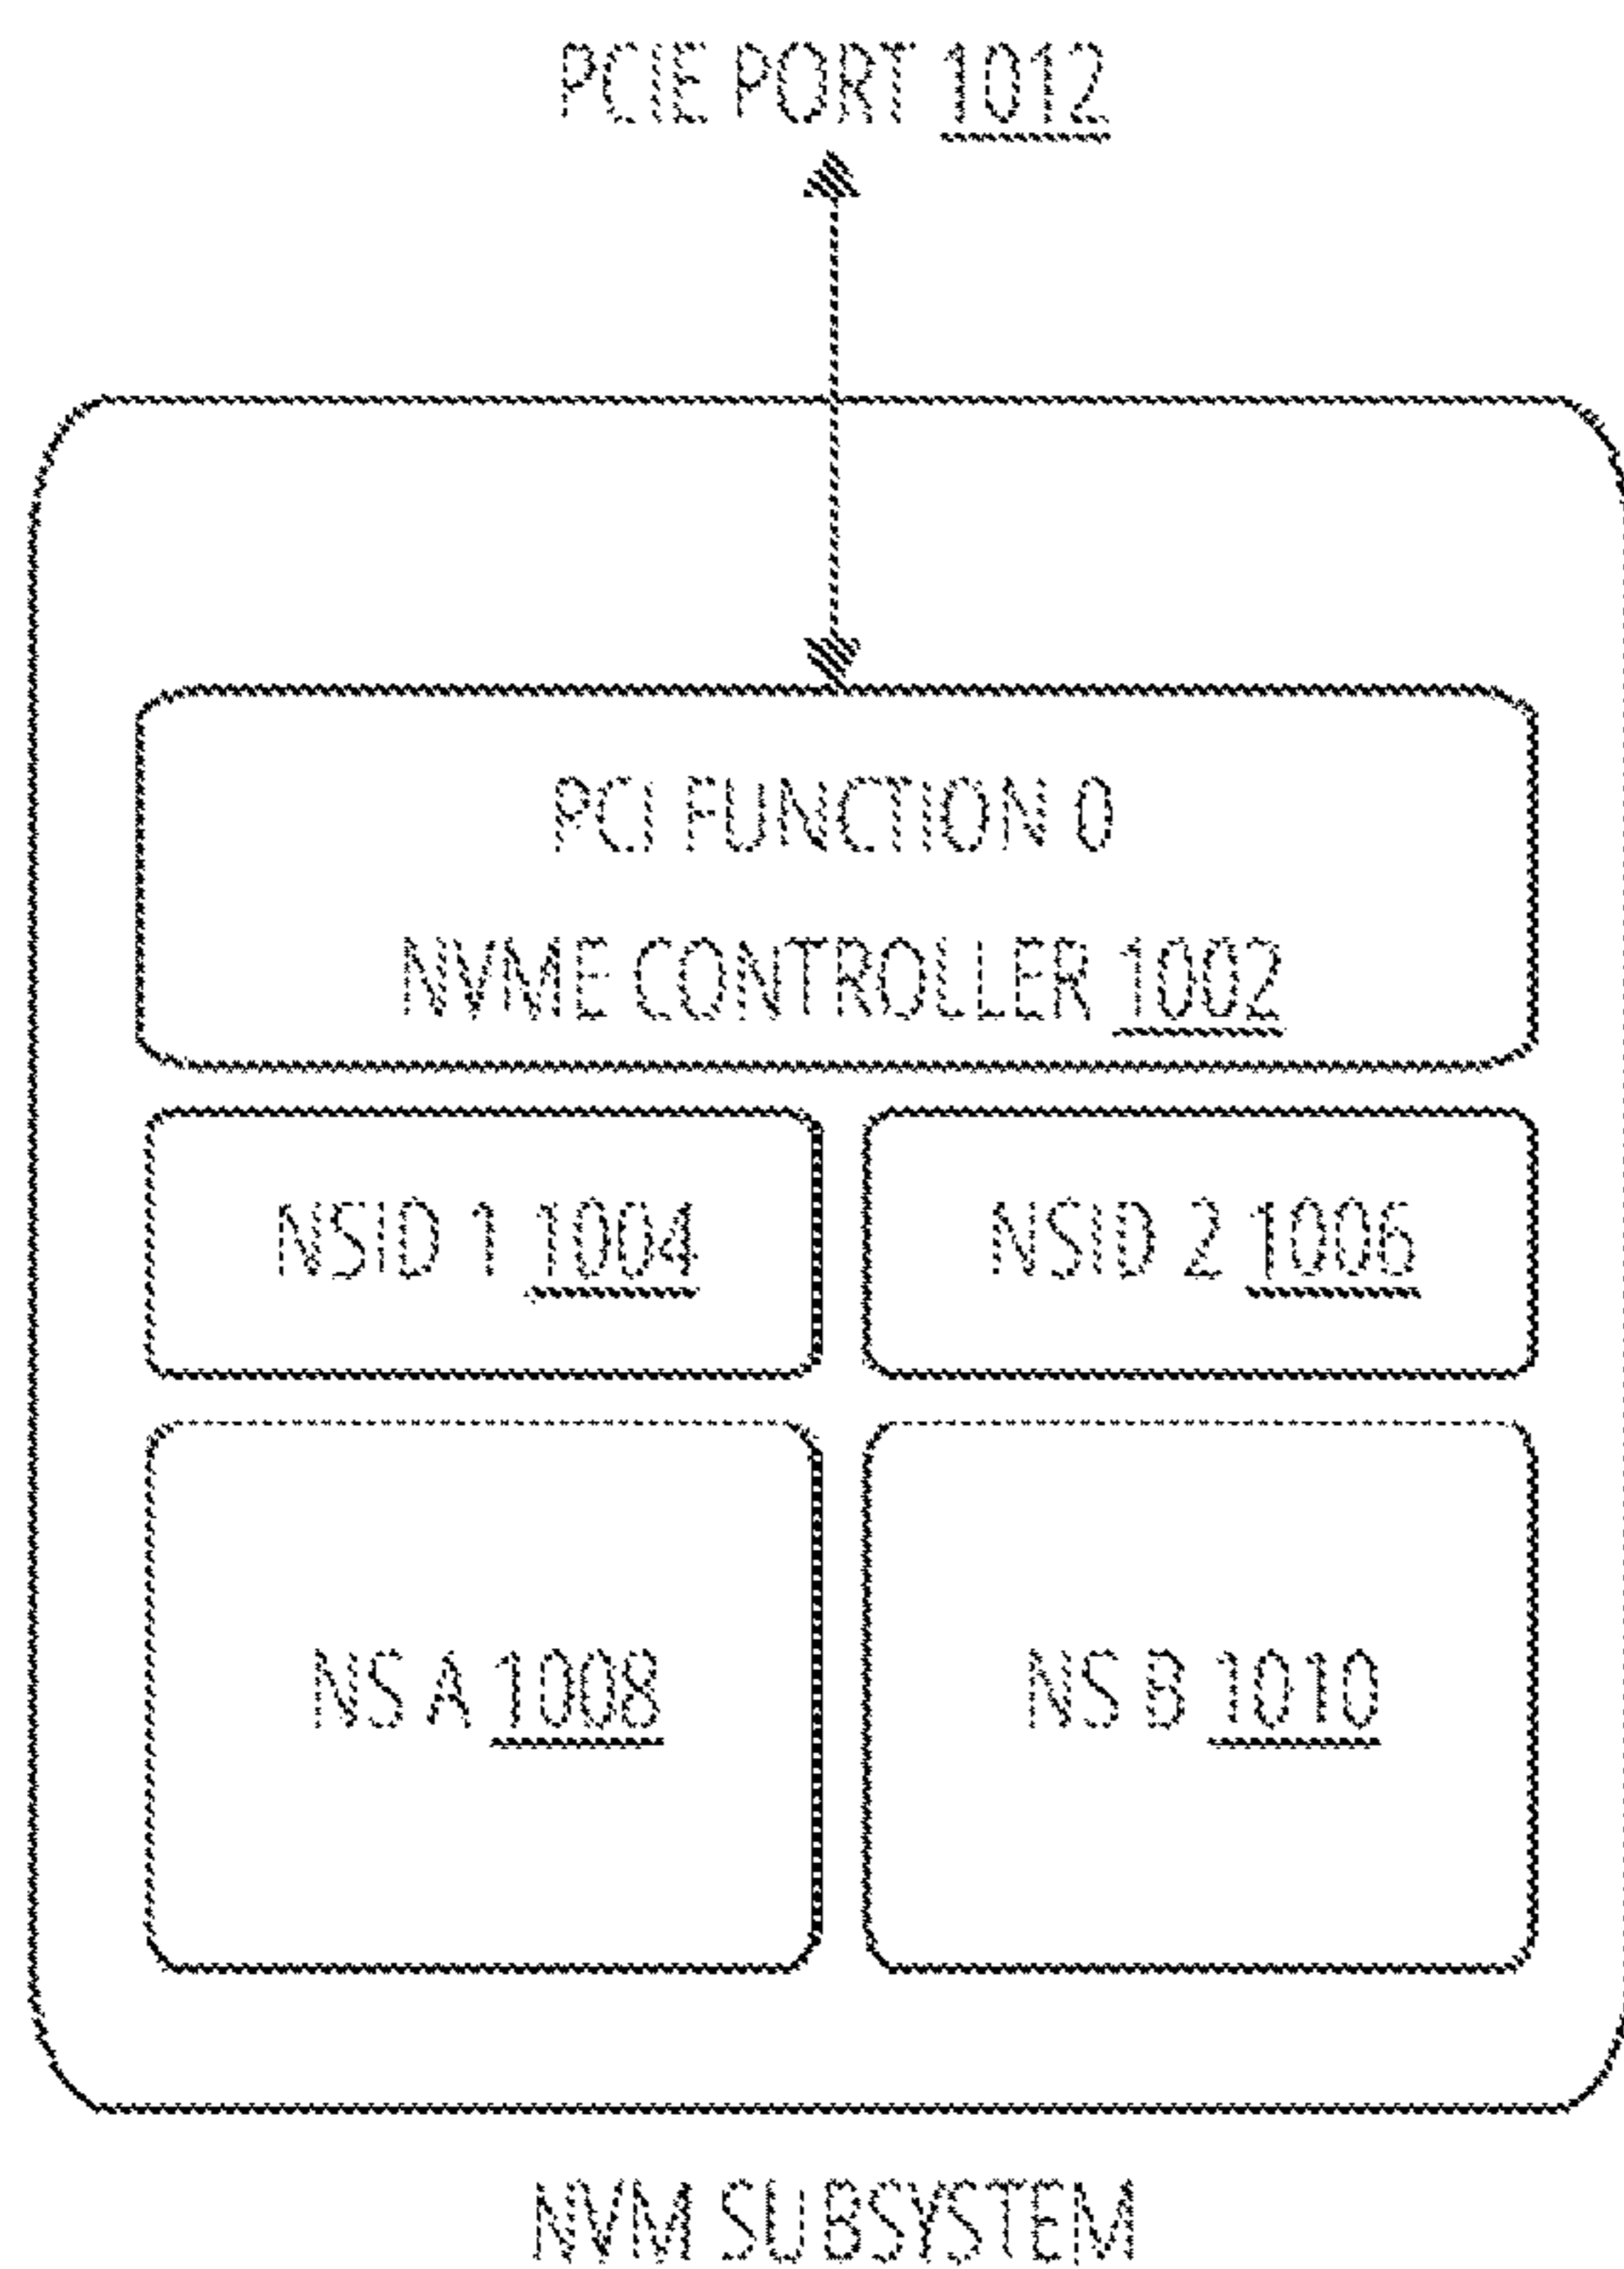 PCIE PORT 1012
PCI FUNCTION 0
NVME CONTROLLER 1002
NSID 1 1004
NSID 2 1006
NS A 1008
NS B 1010
NVM SUBSYSTEM